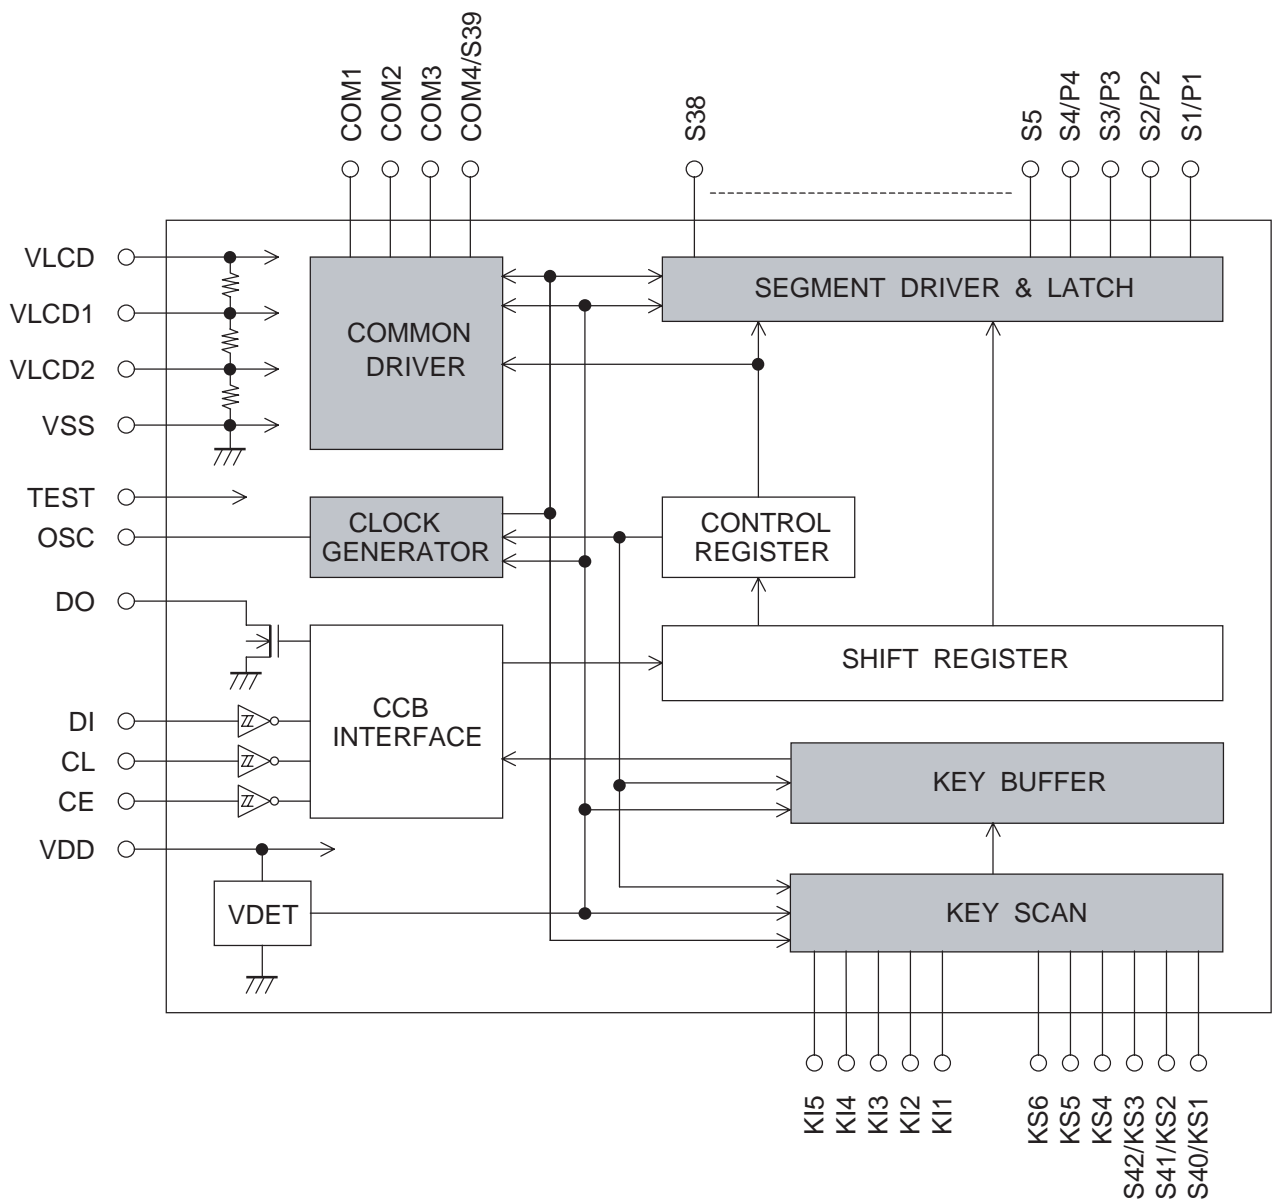 COM1
COM2
COM3
COM4/S39
S38
S5
S4/P4
S3/P3
S2/P2
S1/P1
VLCD
VLCD1
VLCD2
VSS
TEST
OSC
DO
DI
CL
CE
VDD
COMMON
DRIVER
SEGMENT DRIVER & LATCH
CLOCK
GENERATOR
CONTROL
REGISTER
SHIFT REGISTER
CCB
INTERFACE
KEY BUFFER
VDET
KEY SCAN
KI5
KI4
KI3
KI2
KI1
KS6
KS5
KS4
S42/KS3
S41/KS2
S40/KS1